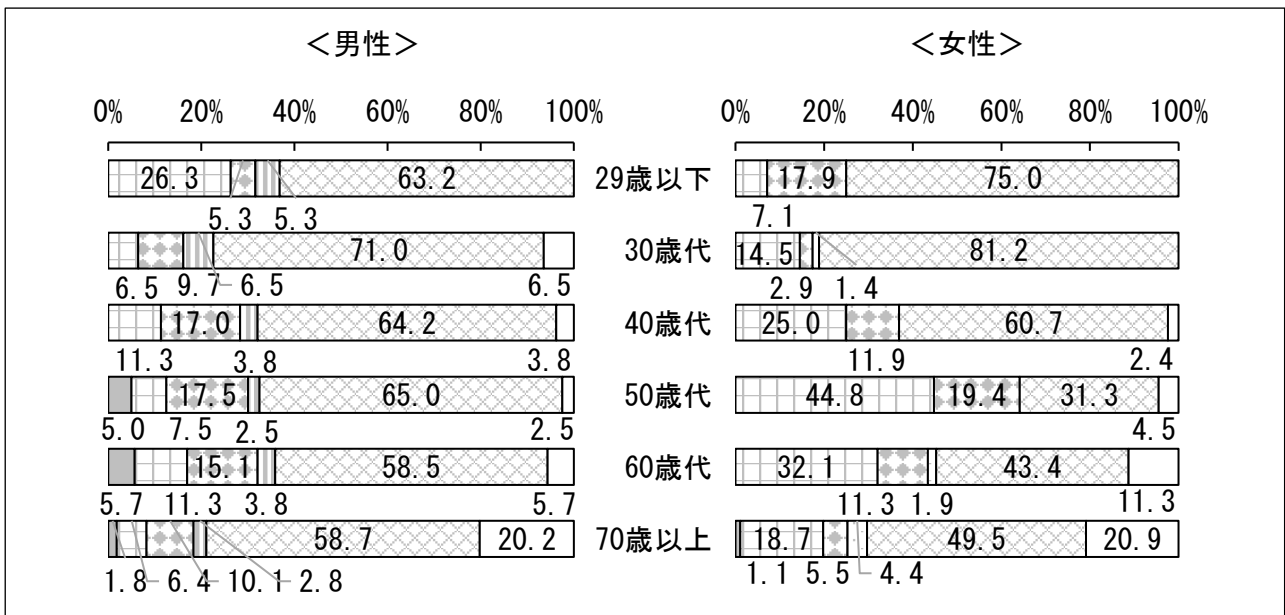 ＜男性＞ ＜女性＞
0% 20% 40% 60% 80% 100% 0% 20% 40% 60% 80% 100%
26.3 63.2 29歳以下 17.9 75.0
5.3 5.3 7.1
71.0 30歳代 14.5 81.2
6.5 9.7 6.5 6.5 2.9 1.4
17.0 64.2 40歳代 25.0 60.7
11.3 3.8 3.8 11.9 2.4
17.5 65.0 50歳代 44.8 19.4 31.3
5.0 7.5 2.5 2.5 4.5
15.1 58.5 60歳代 32.1 43.4
5.7 11.3 3.8 5.7 11.3 1.9 11.3
58.7 20.2 70歳以上 18.7 49.5 20.9
1.8 6.4 10.1 2.8 1.1 5.5 4.4